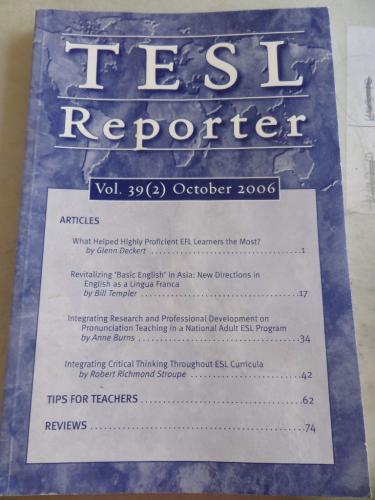 TESL
Reporter
Vol. 39(2) October 2006
ARTICLES
What Helped Highly Proficient EFL Learners the Most?
by Glenn Deckert ........................................1
Revitalizing 'Basic English' in Asia: New Directions in
English as a Lingua Franca
by Bill Templer ........................................17
Integrating Research and Professional Development on
Pronunciation Teaching in a National Adult ESL Program
by Anne Burns ........................................34
Integrating Critical Thinking Throughout ESL Curricula
by Robert Richmond Stroupe ........................42
TIPS FOR TEACHERS ........................................62
REVIEWS ........................................74